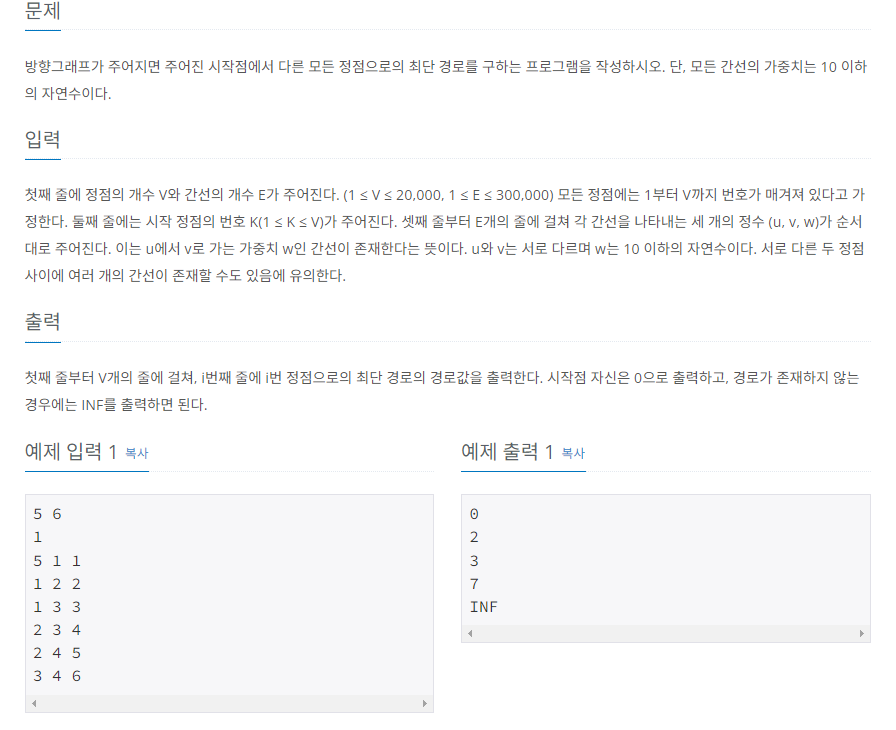 문제
방향그래프가 주어지면 주어진 시작점에서 다른 모든 정점으로의 최단 경로를 구하는 프로그램을 작성하시오. 단, 모든 간선의 가중치는 10 이하
의 자연수이다.
입력
첫째 줄에 정점의 개수 V와 간선의 개수 E가 주어진다. (1 ≤ V ≤ 20,000, 1 ≤ E ≤ 300,000) 모든 정점에는 1부터 V까지 번호가 매겨져 있다고 가
정한다. 둘째 줄에는 시작 정점의 번호 K(1 ≤ K ≤ V)가 주어진다. 셋째 줄부터 E개의 줄에 걸쳐 각 간선을 나타내는 세 개의 정수 (u, v, w)가 순서
대로 주어진다. 이는 u에서 v로 가는 가중치 w인 간선이 존재한다는 뜻이다. u와 v는 서로 다르며 w는 10 이하의 자연수이다. 서로 다른 두 정점
사이에 여러 개의 간선이 존재할 수도 있음에 유의한다.
출력
첫째 줄부터 V개의 줄에 걸쳐, i번째 줄에 i번 정점으로의 최단 경로의 경로값을 출력한다. 시작점 자신은 0으로 출력하고, 경로가 존재하지 않는
경우에는 INF를 출력하면 된다.
예제 입력 1 복사
5 6
1
5 1 1
1 2 2
1 3 3
2 3 4
2 4 5
3 4 6
예제 출력 1 복사
0
2
3
7
INF